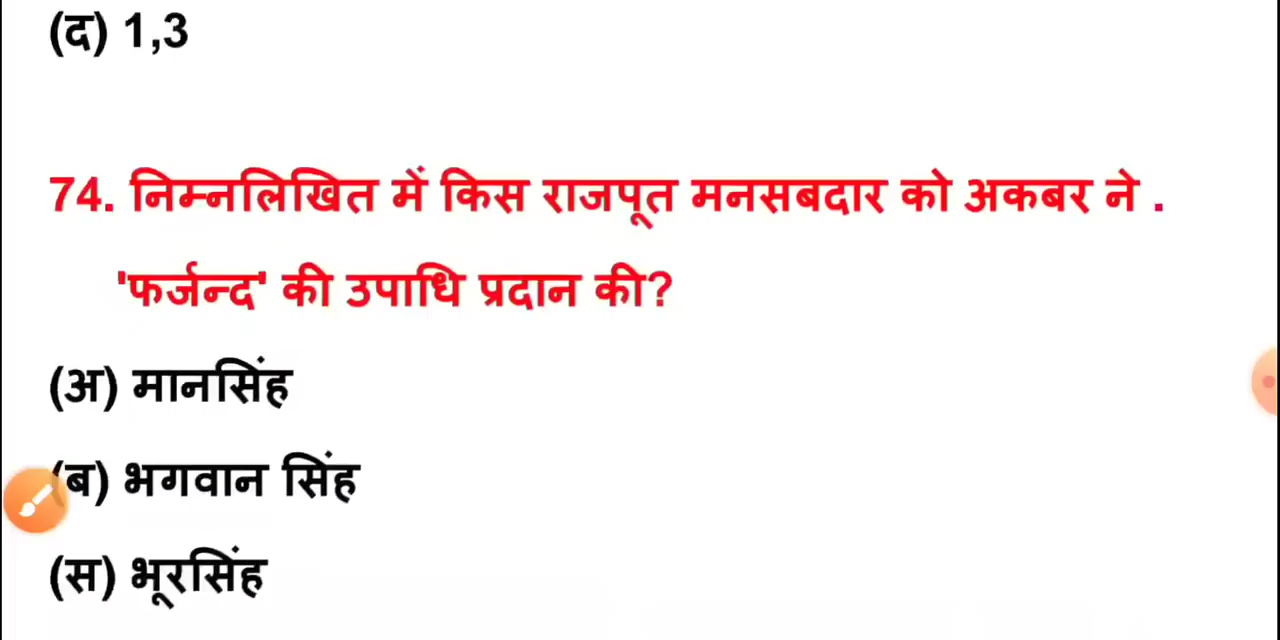 (द) 1,3
74. निम्नलिखित में किस राजपूत मनसबदार को अकबर ने .
'फर्जन्द' की उपाधि प्रदान की?
(अ) मानसिंह
(ब) भगवान सिंह
(स) भूरसिंह